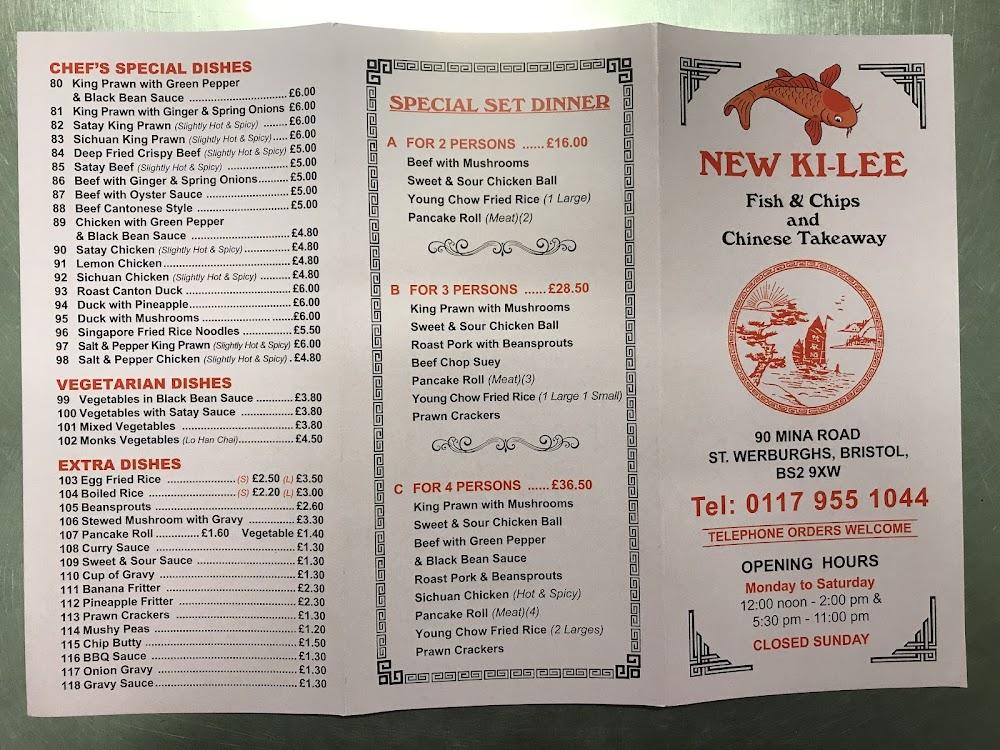 CHEF'S SPECIAL DISHES
80 King Prawn with Green Pepper
& Black Bean Sauce .......................... £6.00
81 King Prawn with Ginger & Spring Onions £6.00
82 Satay King Prawn (Slightly Hot & Spicy) ....... £6.00
83 Sichuan King Prawn (Slightly Hot & Spicy)..... £6.00
84 Deep Fried Crispy Beef (Slightly Hot & Spicy) £5.00
85 Satay Beef (Slightly Hot & Spicy) .................. £5.00
86 Beef with Ginger & Spring Onions....... £5.00
87 Beef with Oyster Sauce ...................... £5.00
88 Beef Cantonese Style ........................ £5.00
89 Chicken with Green Pepper
& Black Bean Sauce .......................... £4.80
90 Satay Chicken (Slightly Hot & Spicy)............ £4.80
91 Lemon Chicken................................. £4.80
92 Sichuan Chicken (Slightly Hot & Spicy) ......... £4.80
93 Roast Canton Duck ........................... £6.00
94 Duck with Pineapple.......................... £6.00
95 Duck with Mushrooms ....................... £6.00
96 Singapore Fried Rice Noodles ............ £5.50
97 Salt & Pepper King Prawn (Slightly Hot & Spicy) £6.00
98 Salt & Pepper Chicken (Slightly Hot & Spicy) . £4.80
VEGETARIAN DISHES
99 Vegetables in Black Bean Sauce ......... £3.80
100 Vegetables with Satay Sauce ............. £3.80
101 Mixed Vegetables ............................. £3.80
102 Monks Vegetables (Lo Han Chai)............... £4.50
EXTRA DISHES
103 Egg Fried Rice .................. (S) £2.50 (L) £3.50
104 Boiled Rice ........................ (S) £2.20 (L) £3.00
105 Beansprouts ..................................... £2.60
106 Stewed Mushroom with Gravy ............ £3.30
107 Pancake Roll ............ £1.60 Vegetable £1.40
108 Curry Sauce ..................................... £1.30
109 Sweet & Sour Sauce .......................... £1.30
110 Cup of Gravy .................................... £1.30
111 Banana Fritter ................................... £2.30
112 Pineapple Fritter ................................ £2.30
113 Prawn Crackers ................................. £1.30
114 Mushy Peas ...................................... £1.20
115 Chip Butty ........................................ £1.50
116 BBQ Sauce ....................................... £1.30
117 Onion Gravy ..................................... £1.30
118 Gravy Sauce...................................... £1.30
SPECIAL SET DINNER
A FOR 2 PERSONS ...... £16.00
Beef with Mushrooms
Sweet & Sour Chicken Ball
Young Chow Fried Rice (1 Large)
Pancake Roll (Meat)(2)
B FOR 3 PERSONS ...... £28.50
King Prawn with Mushrooms
Sweet & Sour Chicken Ball
Roast Pork with Beansprouts
Beef Chop Suey
Pancake Roll (Meat)(3)
Young Chow Fried Rice (1 Large 1 Small)
Prawn Crackers
C FOR 4 PERSONS ...... £36.50
King Prawn with Mushrooms
Sweet & Sour Chicken Ball
Beef with Green Pepper
& Black Bean Sauce
Roast Pork & Beansprouts
Sichuan Chicken (Hot & Spicy)
Pancake Roll (Meat)(4)
Young Chow Fried Rice (2 Larges)
Prawn Crackers
NEW KI-LEE
Fish & Chips
and
Chinese Takeaway
90 MINA ROAD
ST. WERBURGHS, BRISTOL,
BS2 9XW
Tel: 0117 955 1044
TELEPHONE ORDERS WELCOME
OPENING HOURS
Monday to Saturday
12:00 noon - 2:00 pm &
5:30 pm - 11:00 pm
CLOSED SUNDAY